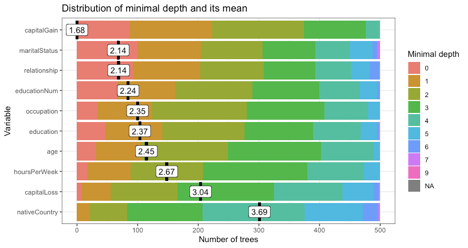 Distribution of minimal depth and its mean
Variable
capitalGain
1.68
maritalStatus
2.14
relationship
2.14
educationNum
2.24
occupation
2.35
education
2.37
age
2.45
hoursPerWeek
2.67
capitalLoss
3.04
nativeCountry
3.69
0 100 200 300 400 500
Number of trees
Minimal depth
0
1
2
3
4
5
6
7
9
NA